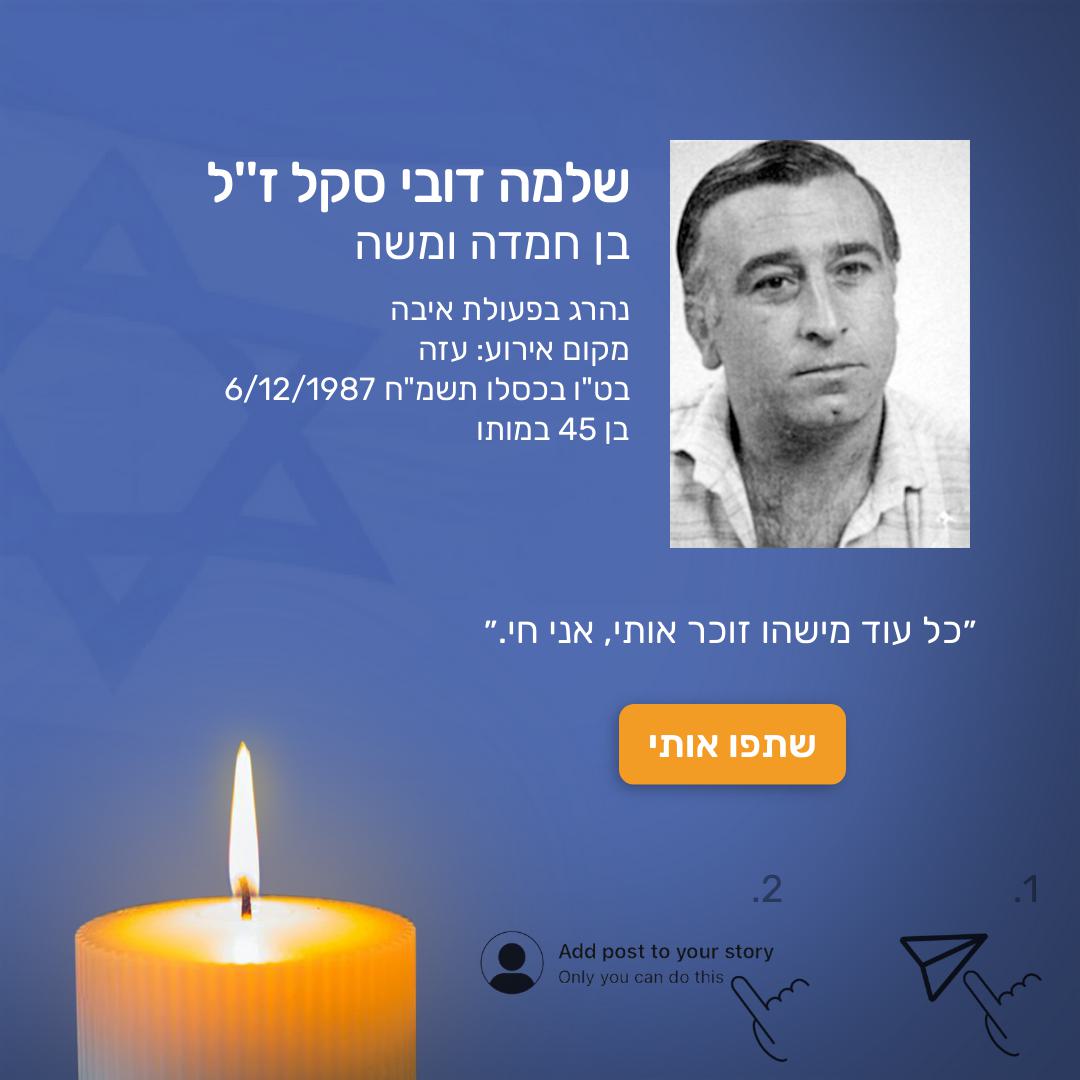 שלמה דובי סקל ז"ל
בן חמדה ומשה
נהרג בפעולת איבה
מקום אירוע: עזה
בט"ו בכסלו תשמ"ח 6/12/1987
בן 45 במותו
״כל עוד מישהו זוכר אותי, אני חי.״
שתפו אותי
1.
2.
Add post to your story
Only you can do this